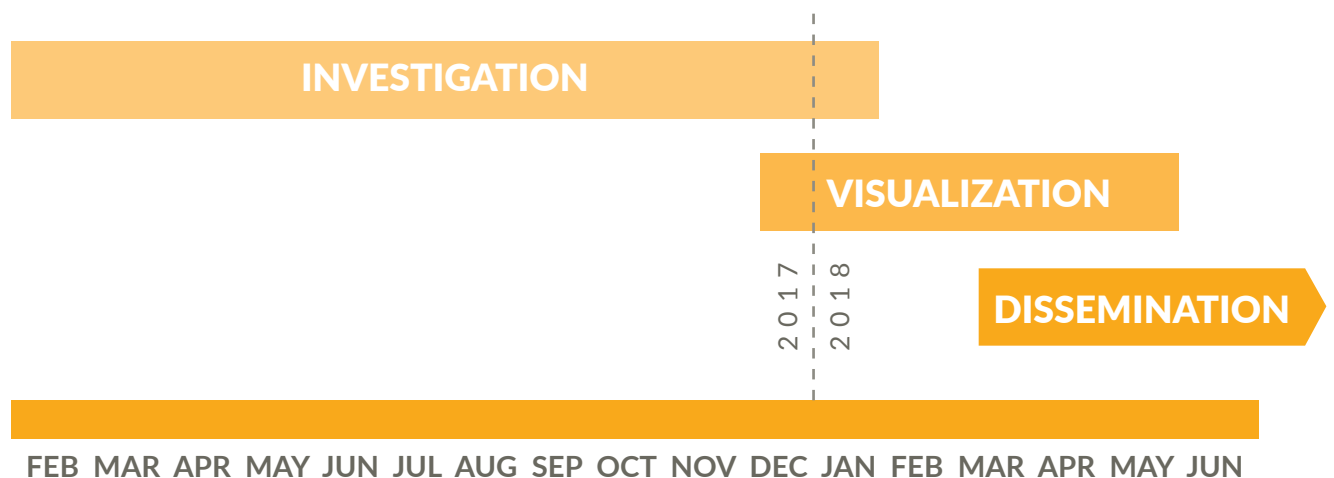 INVESTIGATION
VISUALIZATION
2017
2018
DISSEMINATION
FEB MAR APR MAY JUN JUL AUG SEP OCT NOV DEC JAN FEB MAR APR MAY JUN